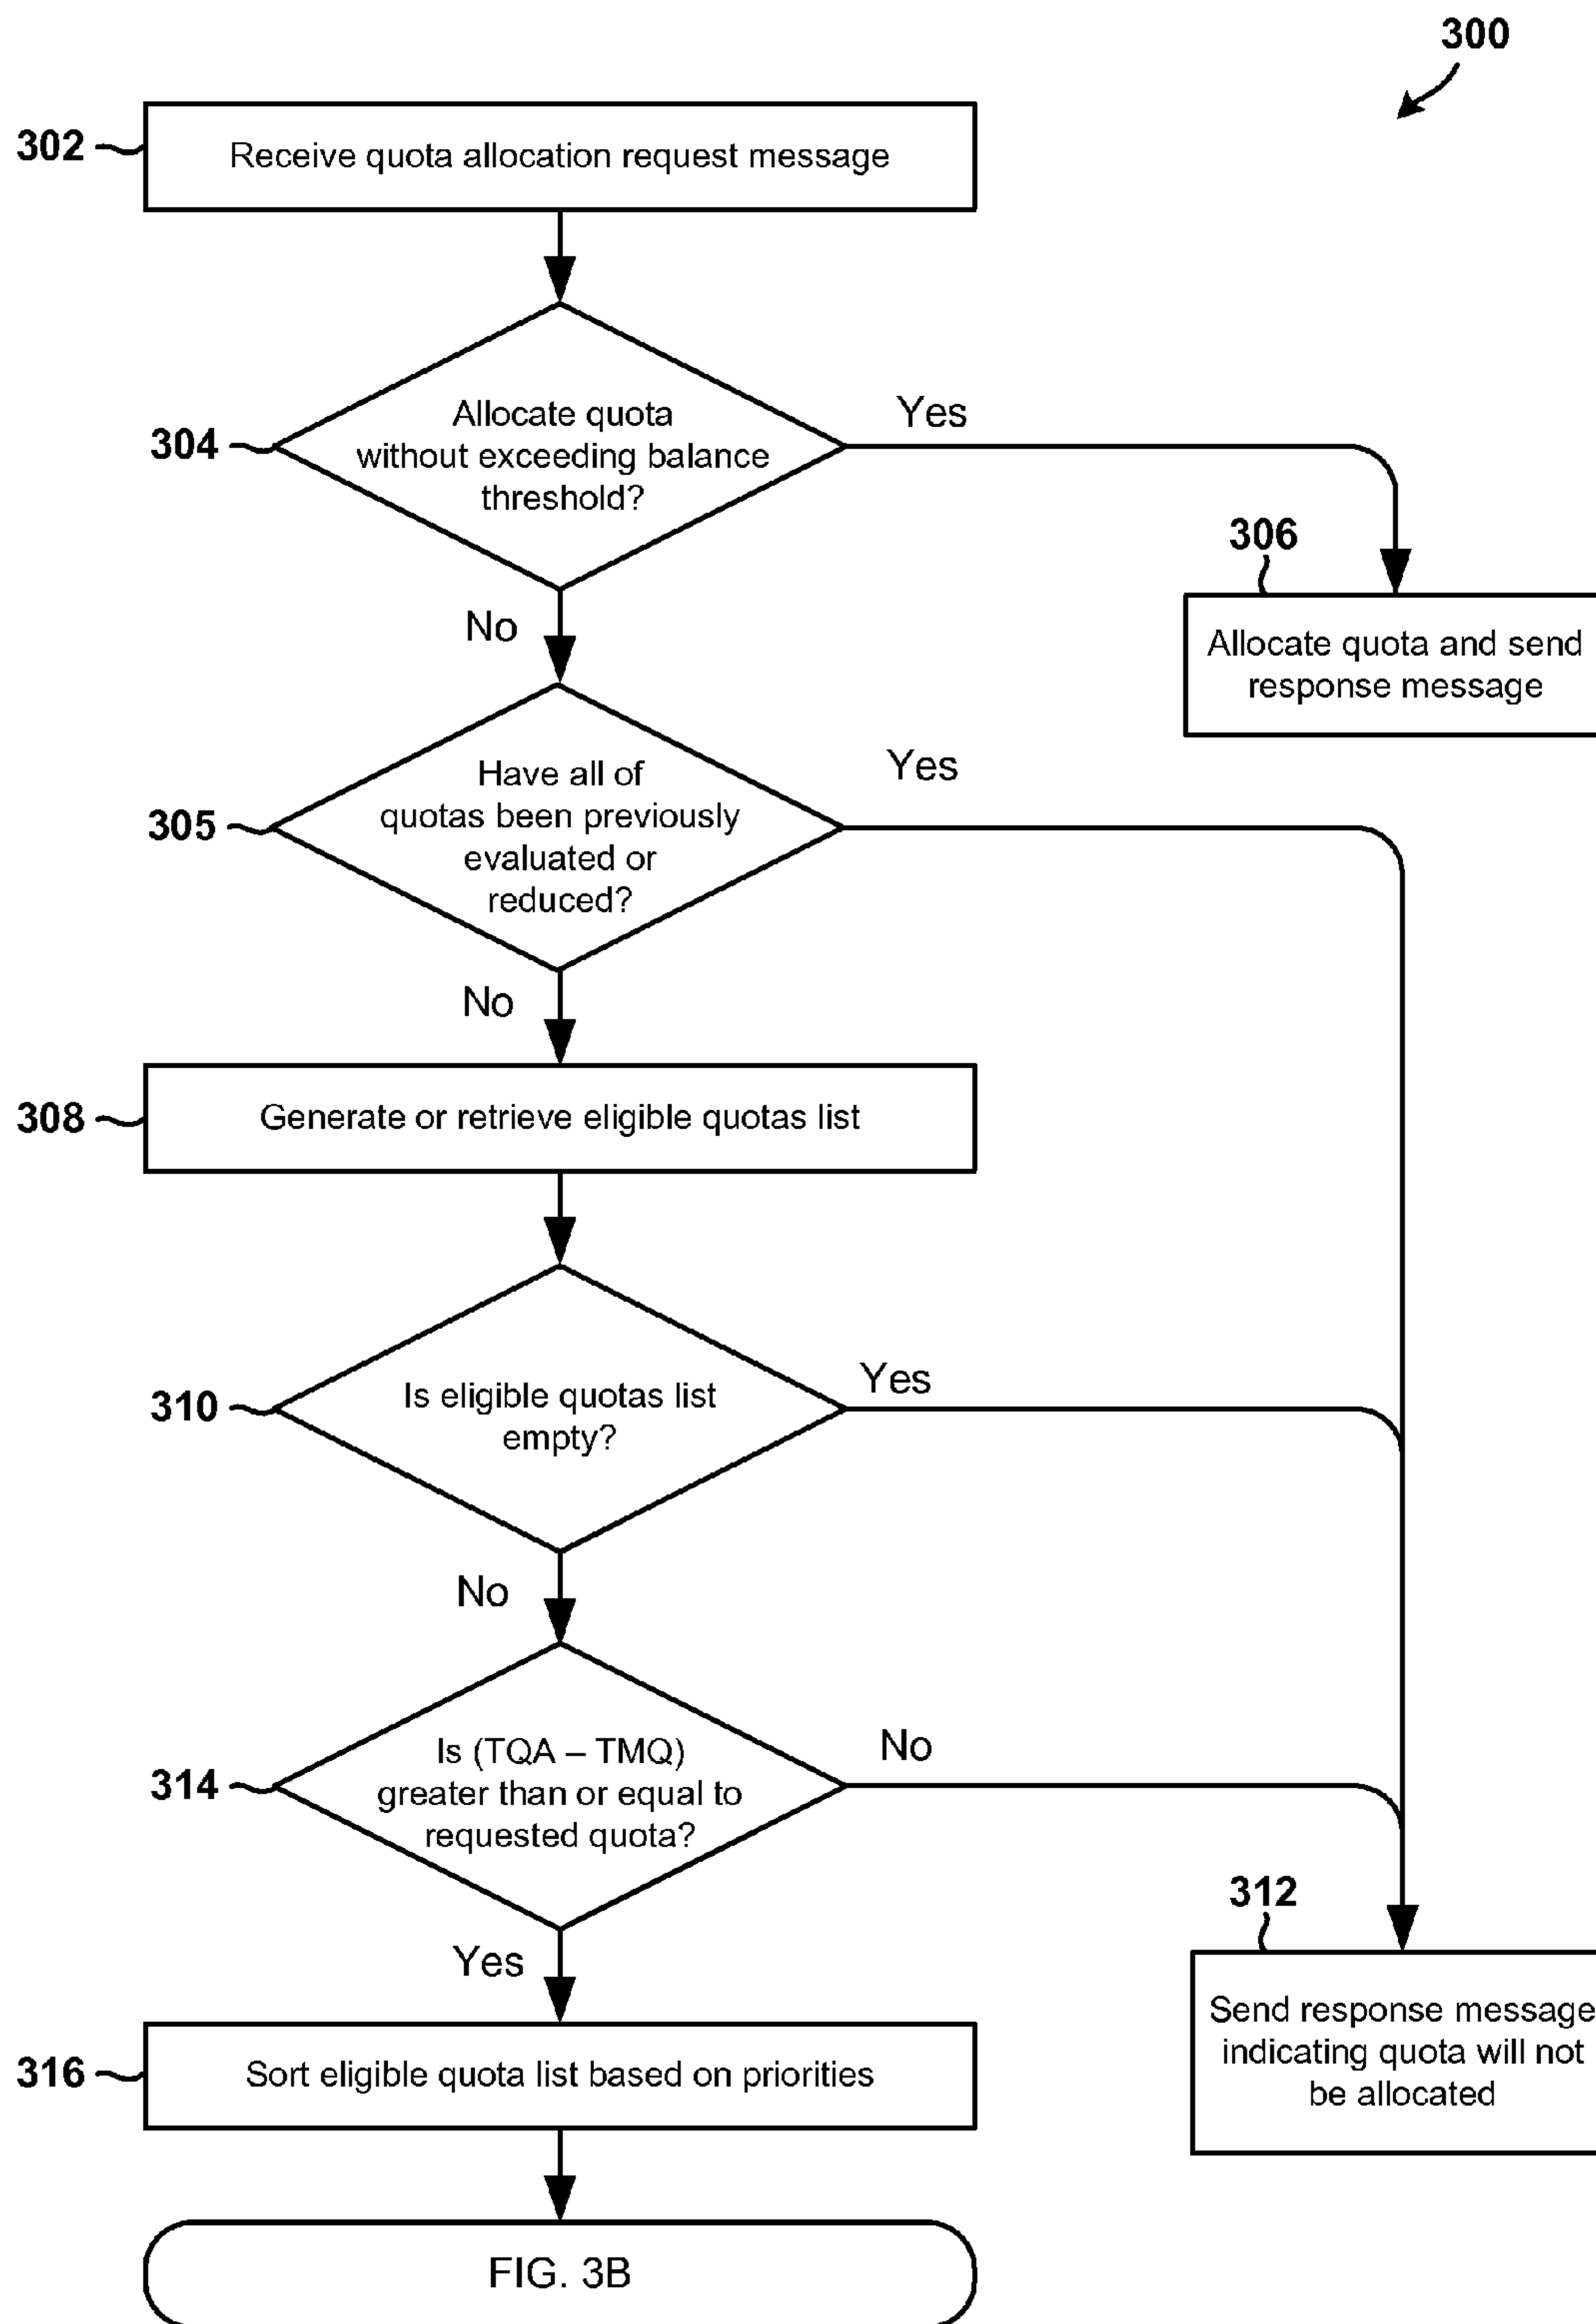 300
302
Receive quota allocation request message
304
Allocate quota
without exceeding balance
threshold?
Yes
306
Allocate quota and send
response message
No
305
Have all of
quotas been previously
evaluated or
reduced?
Yes
No
308
Generate or retrieve eligible quotas list
310
Is eligible quotas list
empty?
Yes
No
314
Is (TQA – TMQ)
greater than or equal to
requested quota?
No
312
Send response message
indicating quota will not
be allocated
Yes
316
Sort eligible quota list based on priorities
FIG. 3B